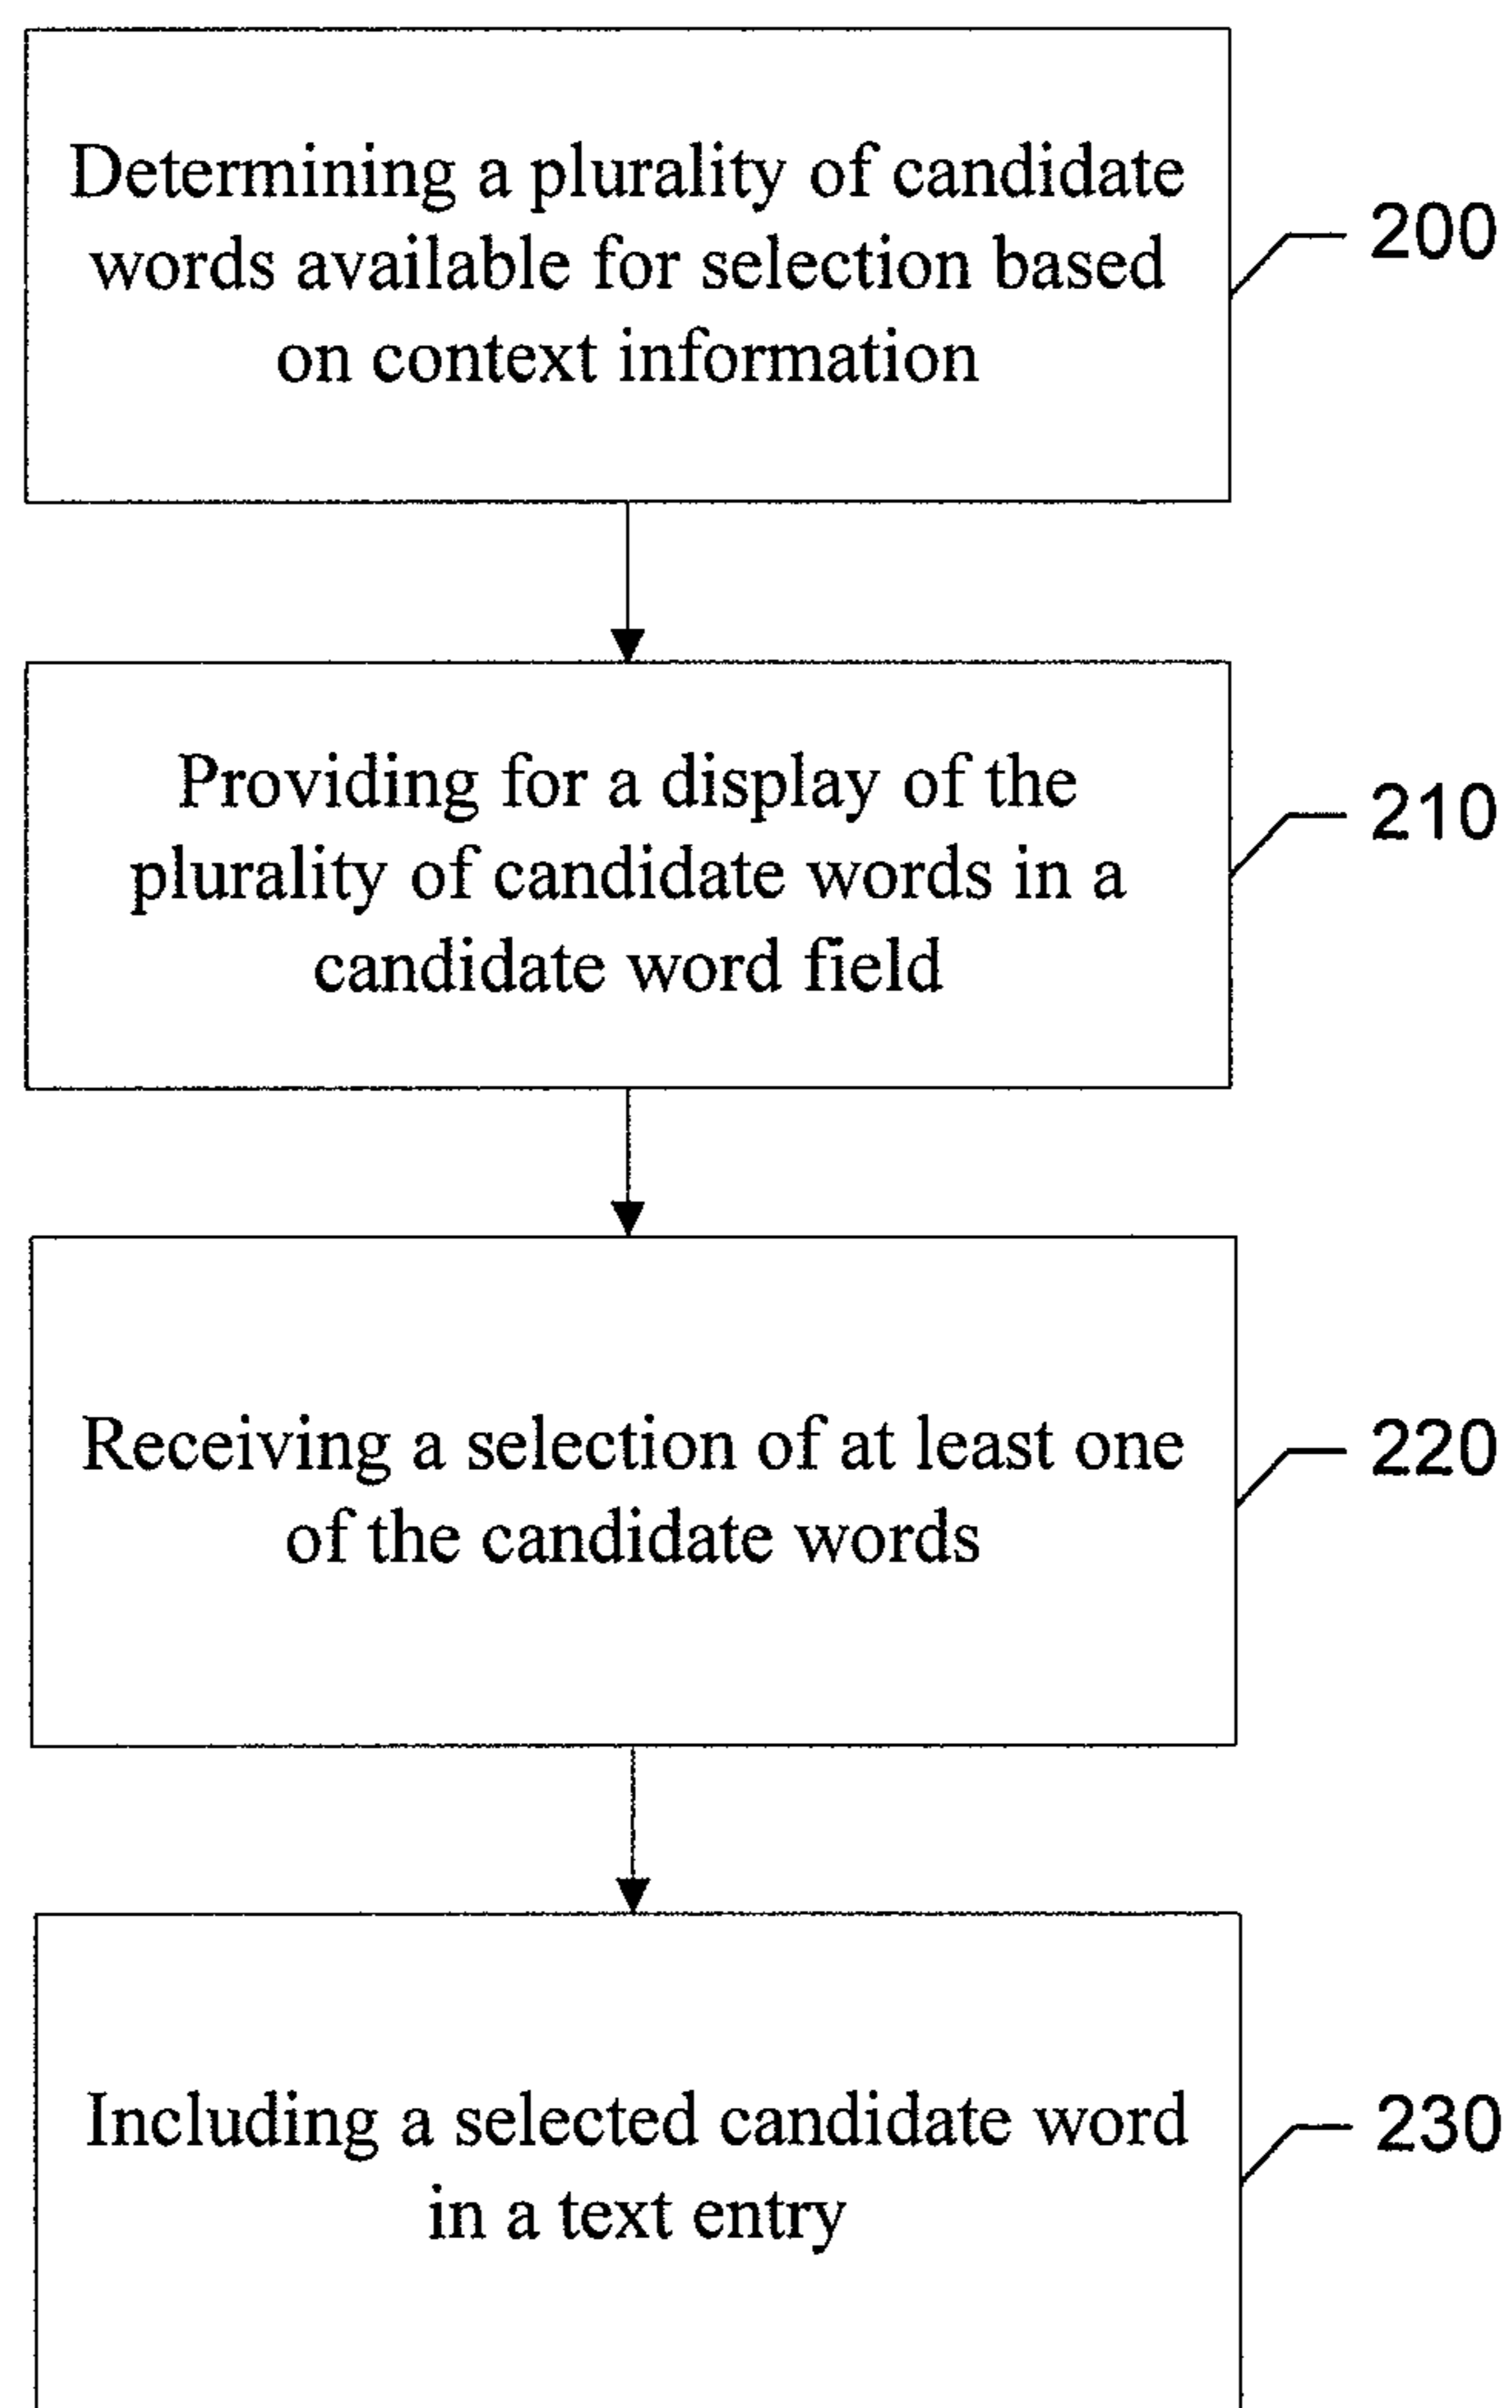 Determining a plurality of candidate
words available for selection based
on context information
200
Providing for a display of the
plurality of candidate words in a
candidate word field
210
Receiving a selection of at least one
of the candidate words
220
Including a selected candidate word
in a text entry
230